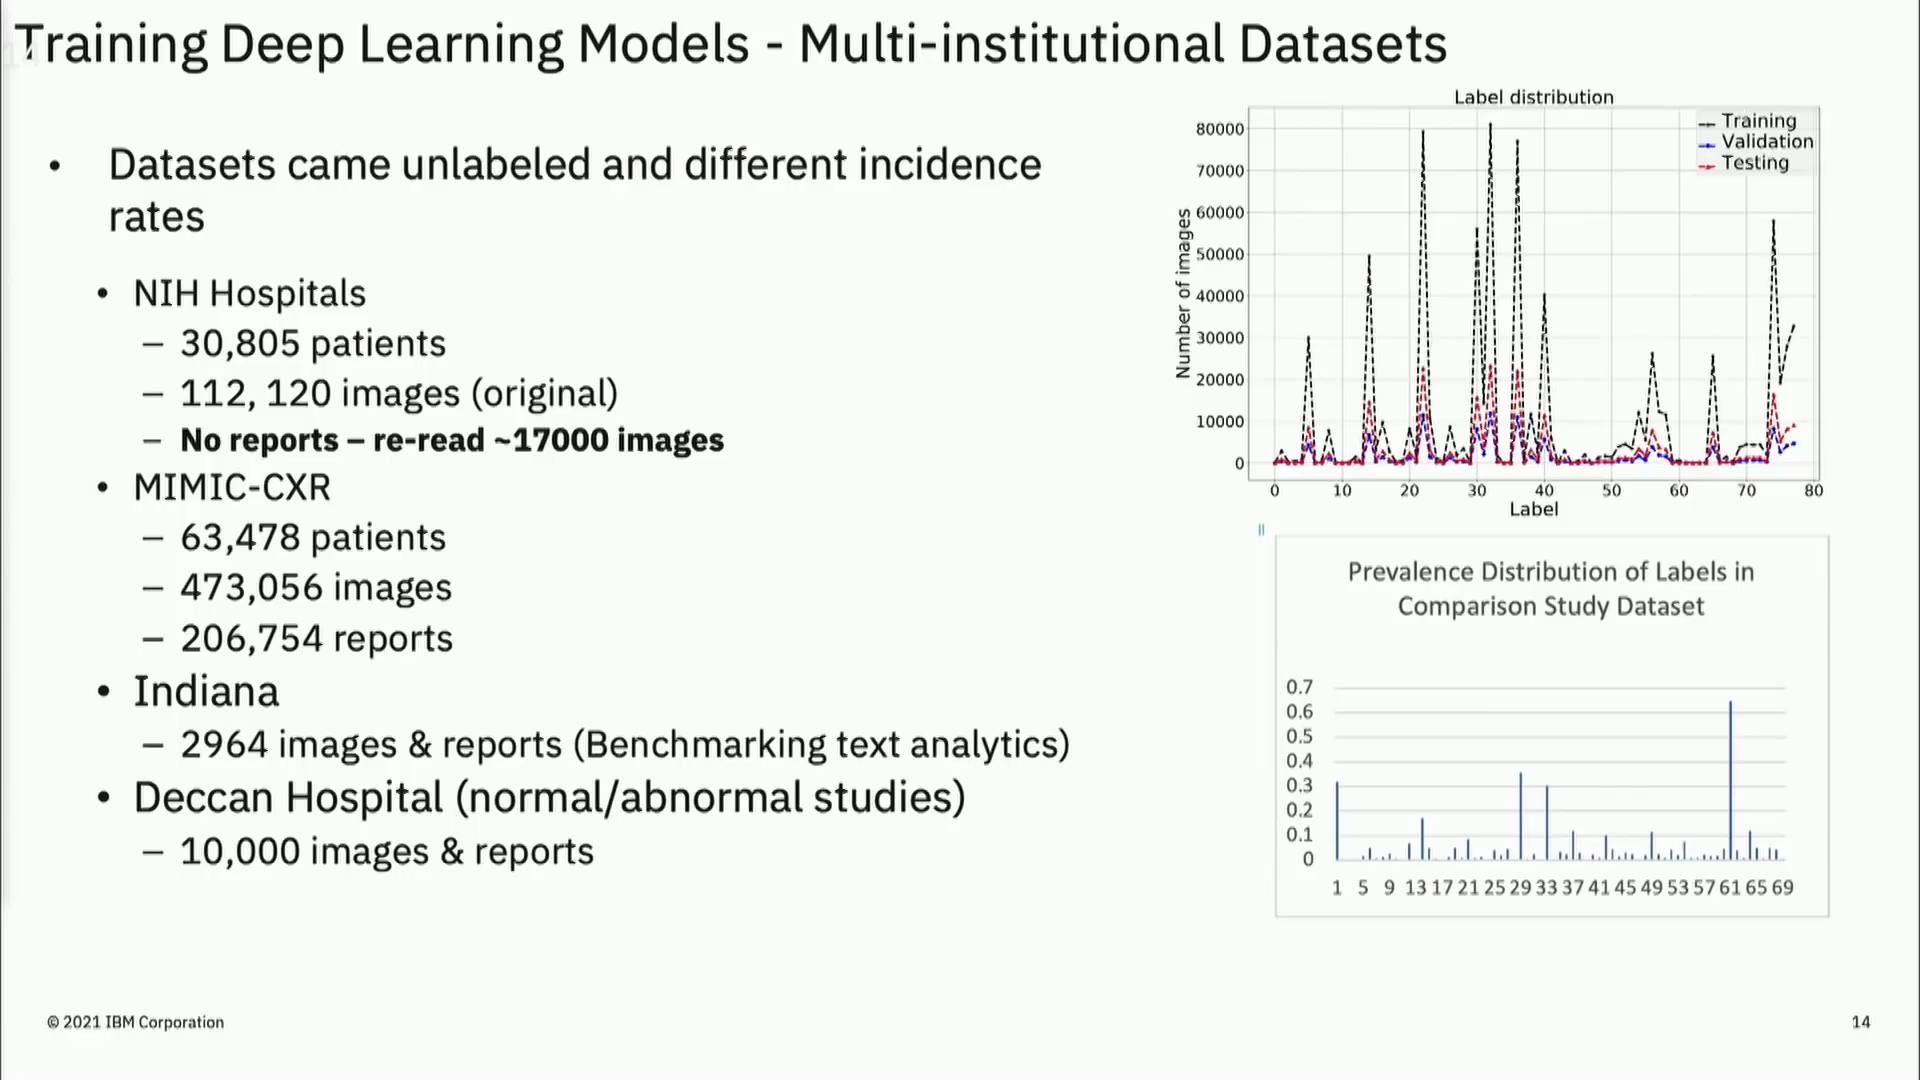 Training Deep Learning Models - Multi-institutional Datasets
14
• Datasets came unlabeled and different incidence
rates
• NIH Hospitals
– 30,805 patients
– 112, 120 images (original)
– No reports – re-read ~17000 images
• MIMIC-CXR
– 63,478 patients
– 473,056 images
– 206,754 reports
• Indiana
– 2964 images & reports (Benchmarking text analytics)
• Deccan Hospital (normal/abnormal studies)
– 10,000 images & reports
Label distribution
Training
Validation
Testing
Number of images
80000
70000
60000
50000
40000
30000
20000
10000
0
0 10 20 30 40 50 60 70 80
Label
Prevalence Distribution of Labels in
Comparison Study Dataset
0.7
0.6
0.5
0.4
0.3
0.2
0.1
0
1 5 9 13 17 21 25 29 33 37 41 45 49 53 57 61 65 69
© 2021 IBM Corporation
14